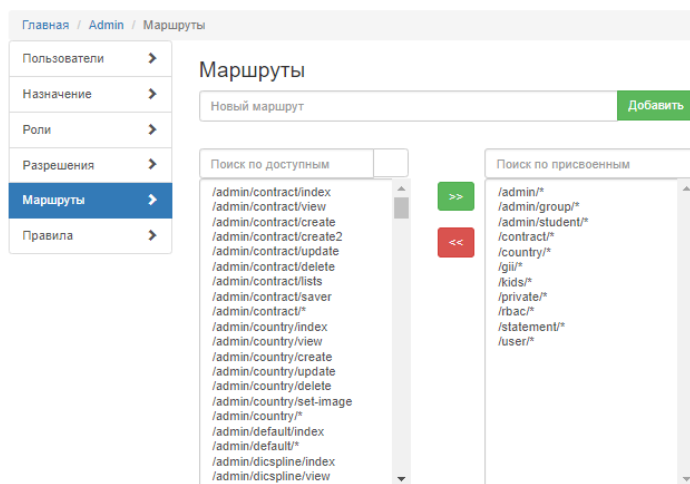 Главная / Admin / Маршруты
Пользователи
Назначение
Роли
Разрешения
Маршруты
Правила
Маршруты
Новый маршрут
Добавить
Поиск по доступным
/admin/contract/index
/admin/contract/view
/admin/contract/create
/admin/contract/create2
/admin/contract/update
/admin/contract/delete
/admin/contract/lists
/admin/contract/saver
/admin/contract/*
/admin/country/index
/admin/country/view
/admin/country/create
/admin/country/update
/admin/country/delete
/admin/country/set-image
/admin/country/*
/admin/default/index
/admin/default/*
/admin/dicspline/index
/admin/dicspline/view
>>
<<
Поиск по присвоенным
/admin/*
/admin/group/*
/admin/student/*
/contract/*
/country/*
/gii/*
/kids/*
/private/*
/rbac/*
/statement/*
/user/*